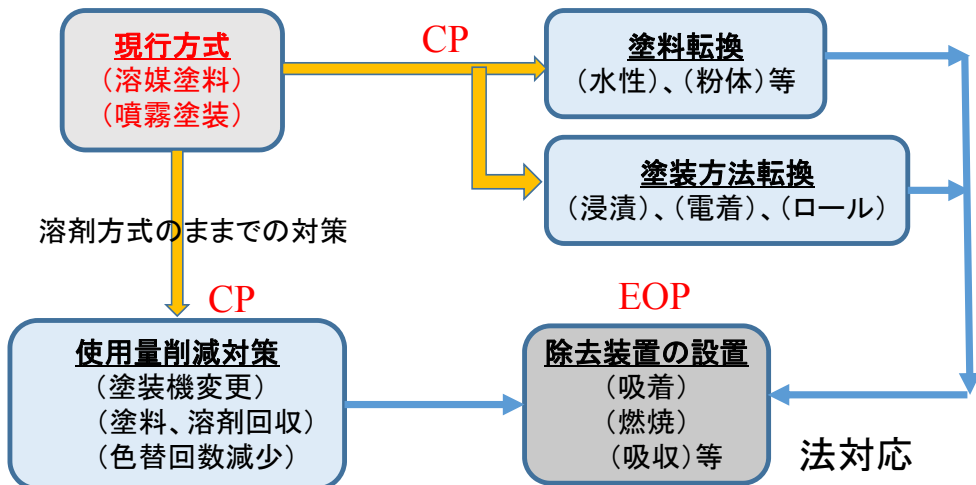 現行方式
(溶媒塗料)
(噴霧塗装)
CP
塗料転換
(水性)、(粉体)等
塗装方法転換
(浸漬)、(電着)、(ロール)
溶剤方式のままでの対策
CP
使用量削減対策
(塗装機変更)
(塗料、溶剤回収)
(色替回数減少)
EOP
除去装置の設置
(吸着)
(燃焼)
(吸収)等
法対応